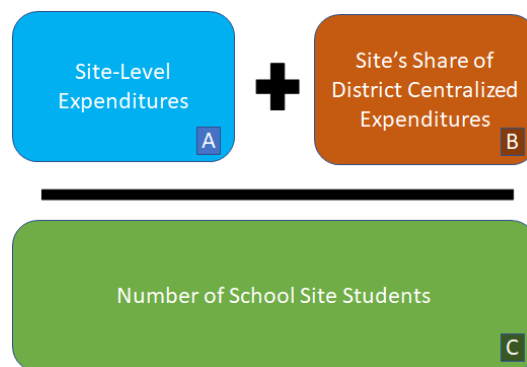 Site-Level
Expenditures
A
Site's Share of
District Centralized
Expenditures
B
Number of School Site Students
C